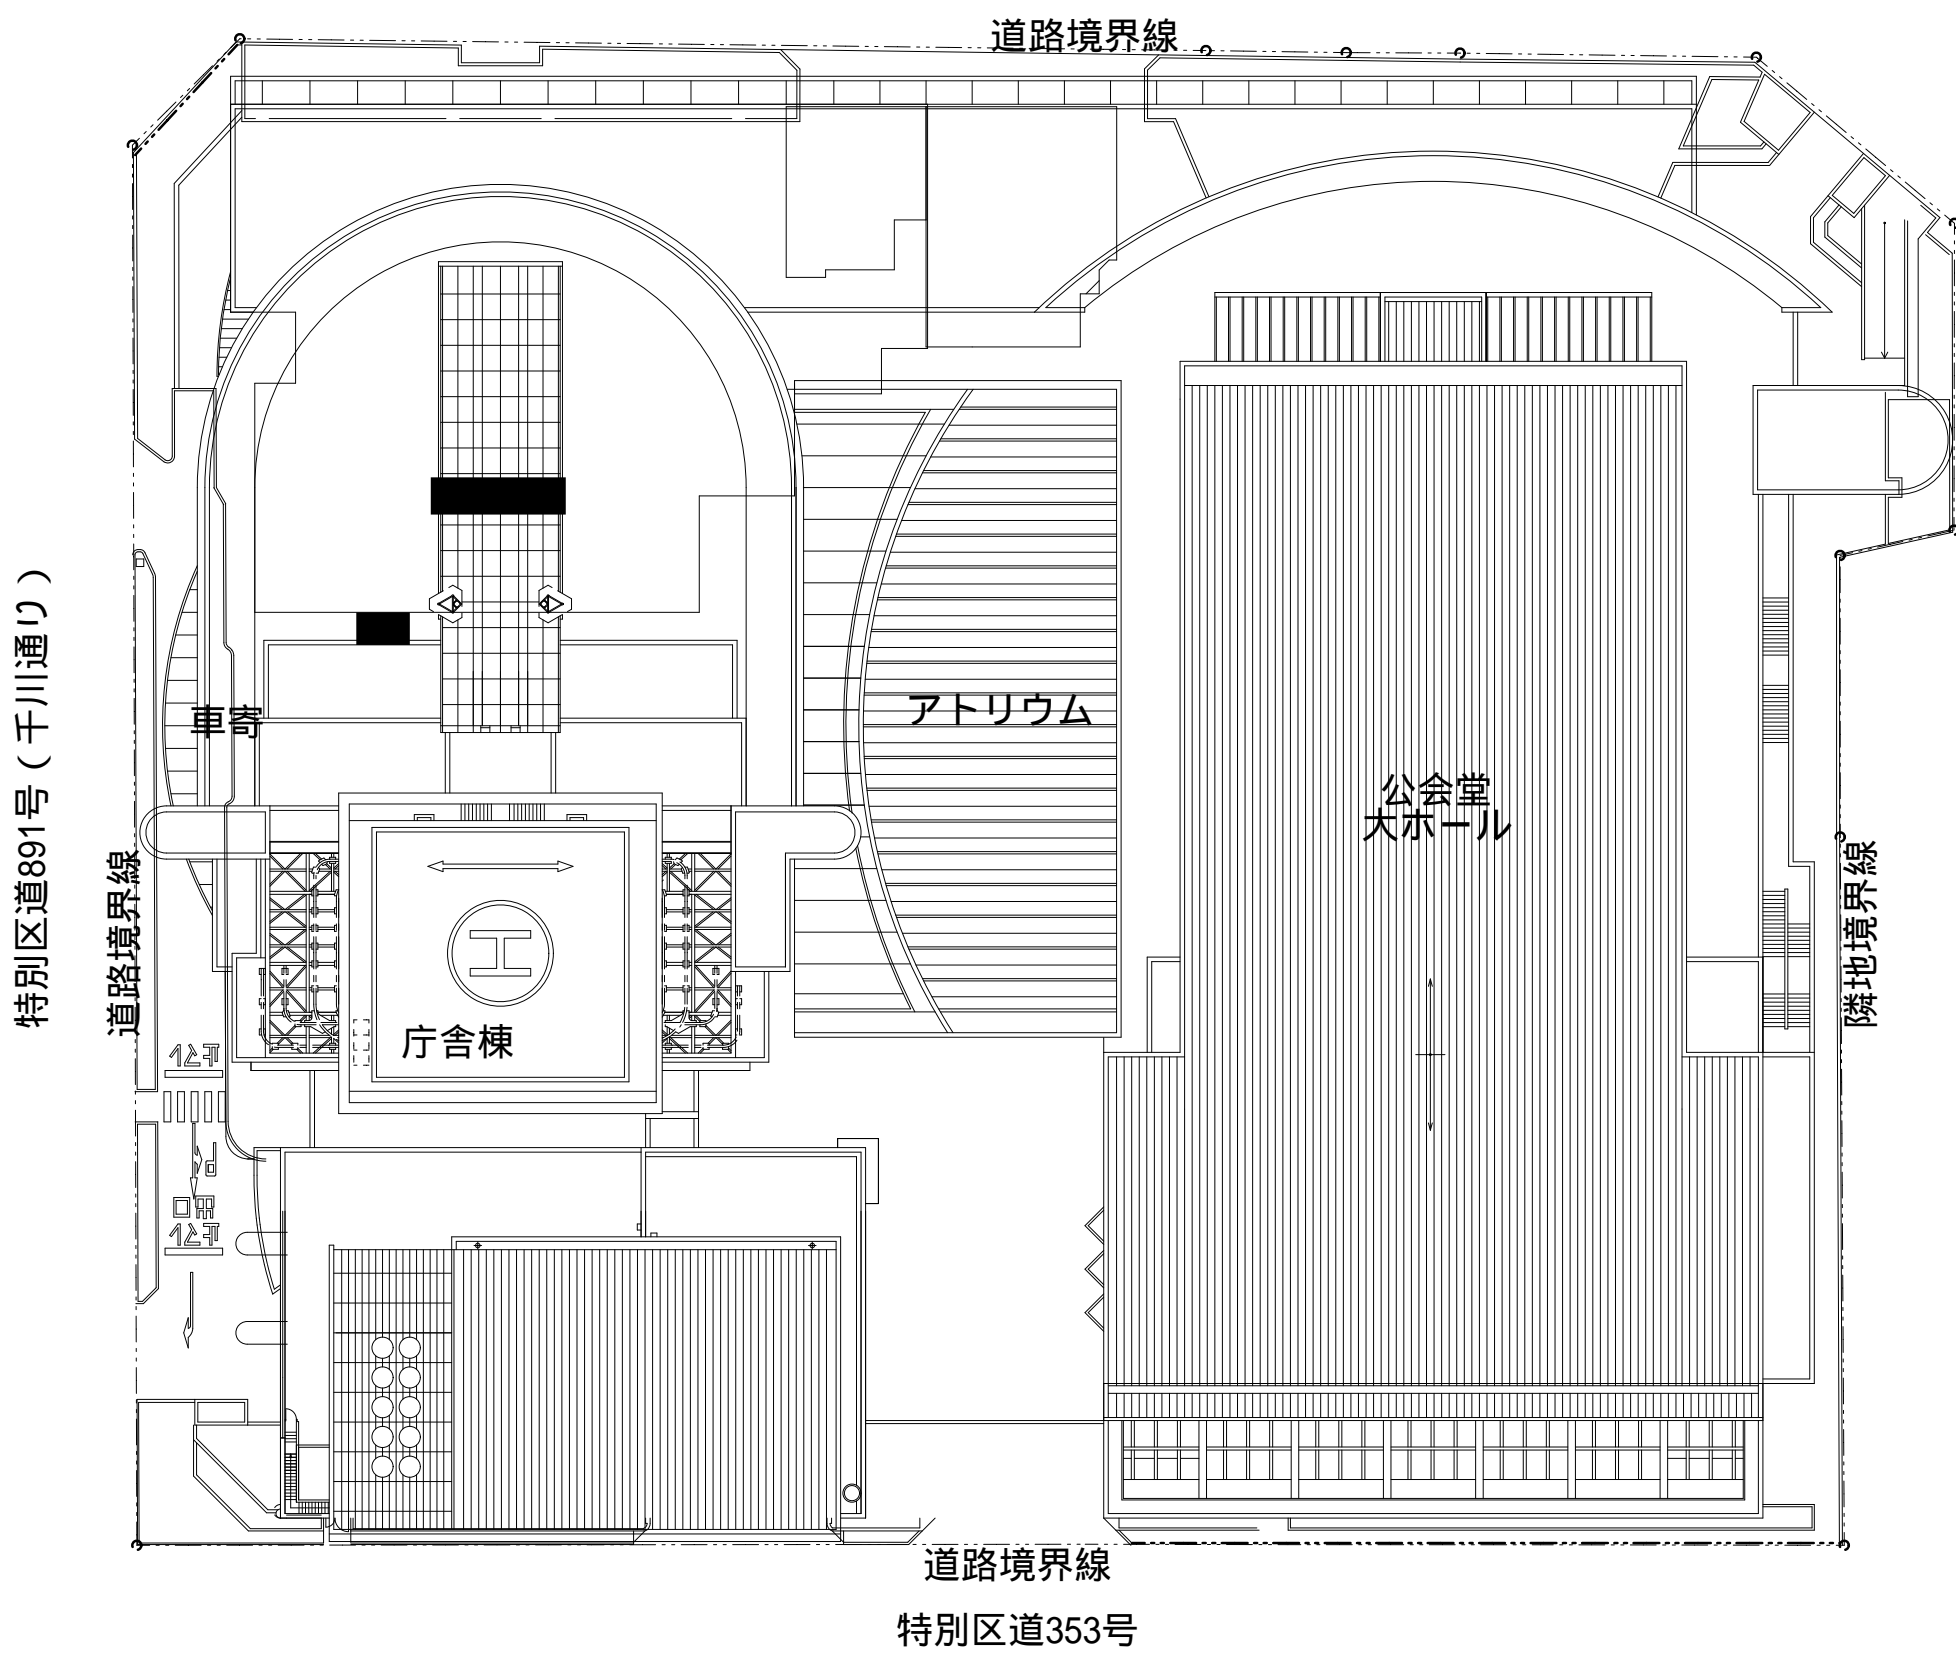 道路境界線
特別区道891号（千川通り）
車寄
アトリウム
公会堂
大ホール
道路境界線
隣地境界線
H
庁舎棟
道路境界線
特別区道353号